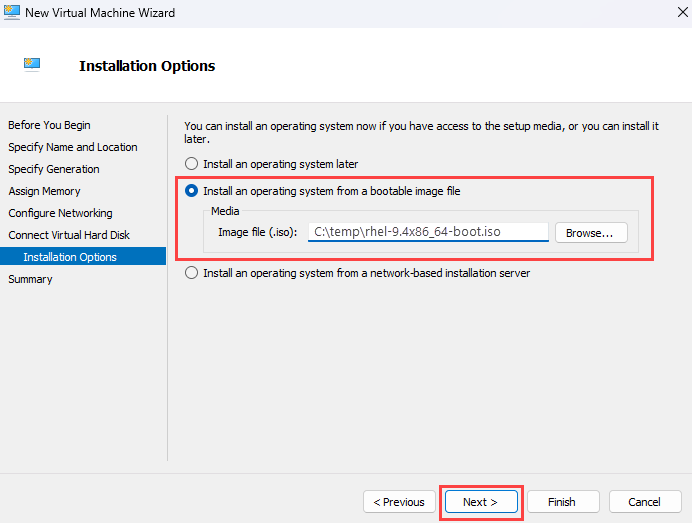 New Virtual Machine Wizard
Installation Options
Before You Begin
Specify Name and Location
Specify Generation
Assign Memory
Configure Networking
Connect Virtual Hard Disk
Installation Options
Summary
You can install an operating system now if you have access to the setup media, or you can install it
later.
Install an operating system later
Install an operating system from a bootable image file
Media
Image file (.iso): C:\temp\rhel-9.4x86_64-boot.iso Browse...
Install an operating system from a network-based installation server
< Previous Next > Finish Cancel